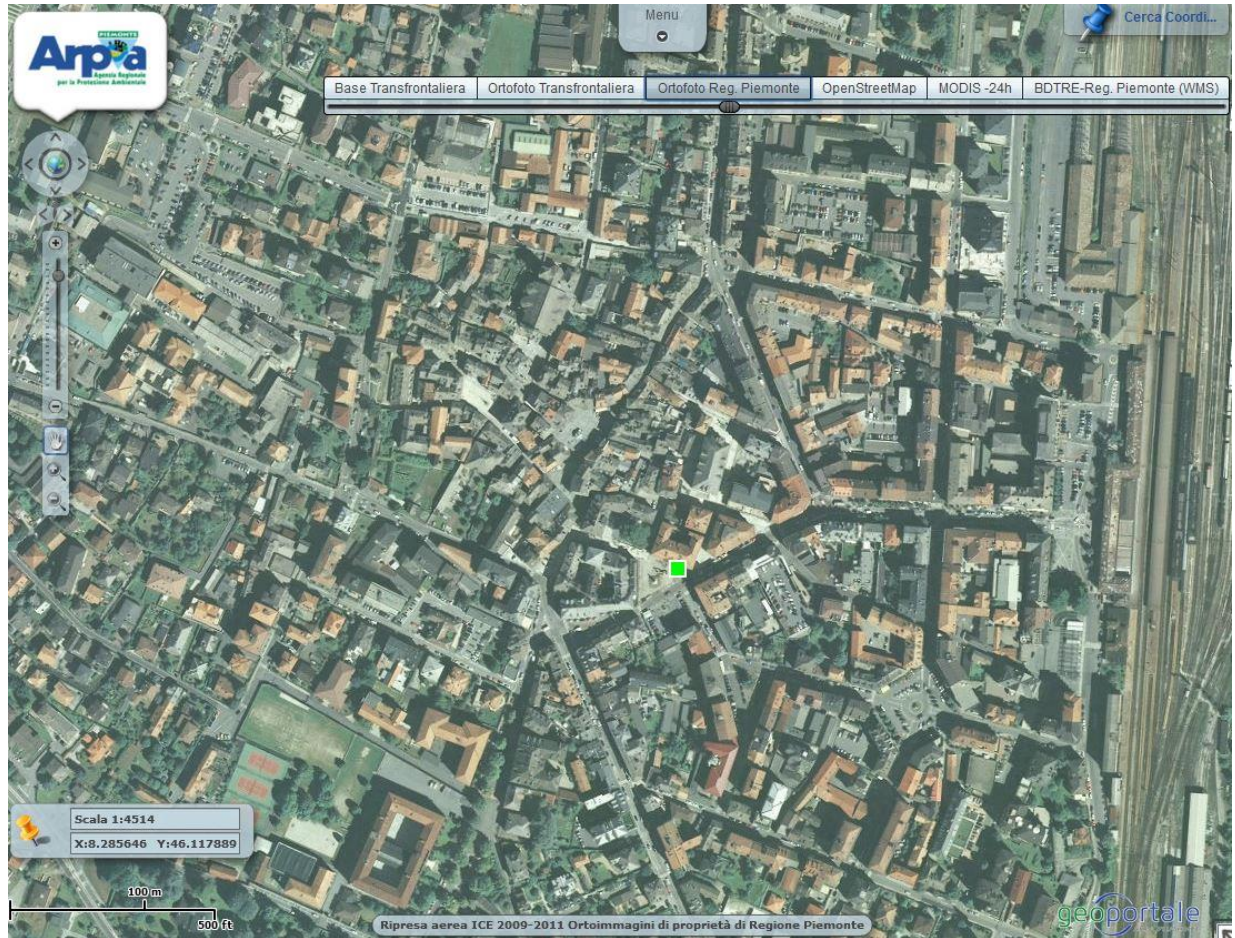 Menu
Cerca Coordi...
PIEMONTE
Arpa
Agenzia Regionale
per la Protezione Ambientale
Base Transfrontaliera
Ortofoto Transfrontaliera
Ortofoto Reg. Piemonte
OpenStreetMap
MODIS -24h
BDTRE-Reg. Piemonte (WMS)
Scala 1:4514
X:8.285646 Y:46.117889
100 m
500 ft
Ripresa aerea ICE 2009-2011 Ortoimmagini di proprietà di Regione Piemonte
geoportale